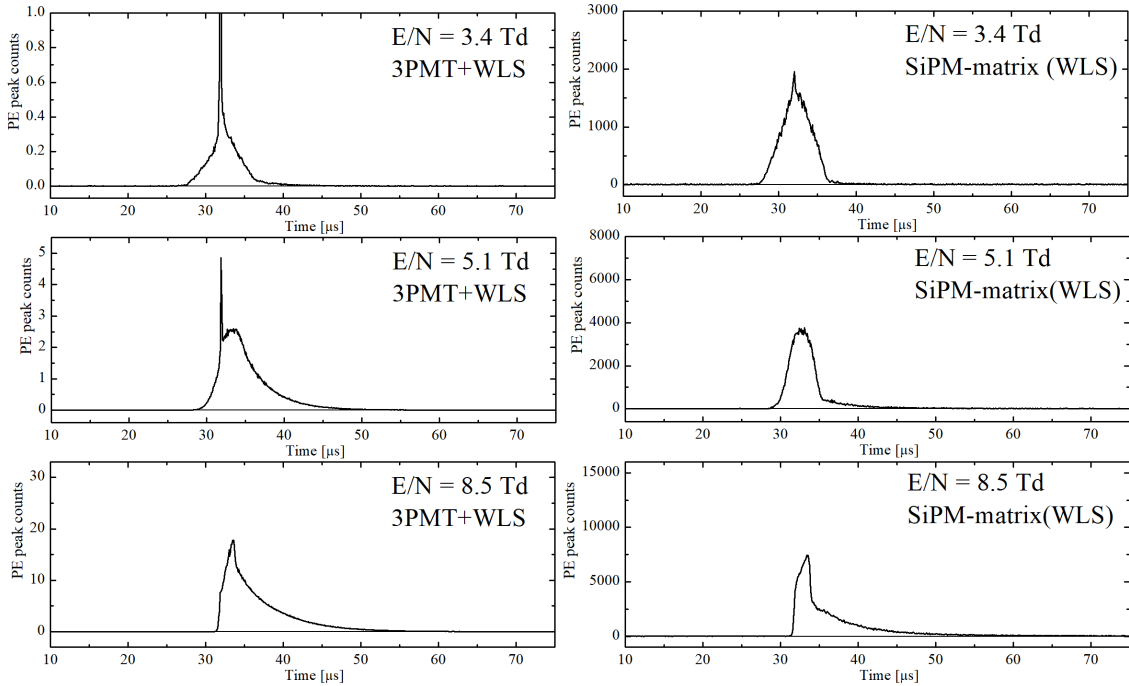 PE peak counts
1.0
0.8
0.6
0.4
0.2
0.0
E/N = 3.4 Td
3PMT+WLS
10 20 30 40 50 60 70
Time [µs]
PE peak counts
3000
2000
1000
0
E/N = 3.4 Td
SiPM-matrix (WLS)
10 20 30 40 50 60 70
Time [µs]
PE peak counts
5
4
3
2
1
0
E/N = 5.1 Td
3PMT+WLS
10 20 30 40 50 60 70
Time [µs]
PE peak counts
8000
6000
4000
2000
0
E/N = 5.1 Td
SiPM-matrix(WLS)
10 20 30 40 50 60 70
Time [µs]
PE peak counts
30
20
10
0
E/N = 8.5 Td
3PMT+WLS
10 20 30 40 50 60 70
Time [µs]
PE peak counts
15000
10000
5000
0
E/N = 8.5 Td
SiPM-matrix(WLS)
10 20 30 40 50 60 70
Time [µs]